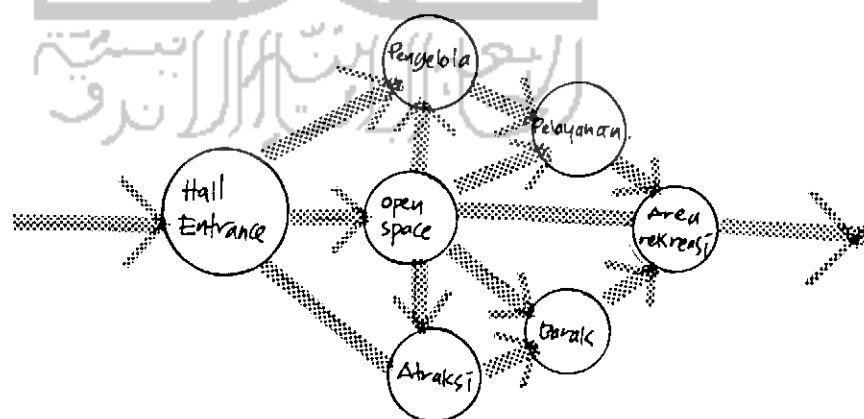 Pengelola
Pelayanan
Hall
Entrance
open
space
Area
rekreasi
Barak
Atraksi